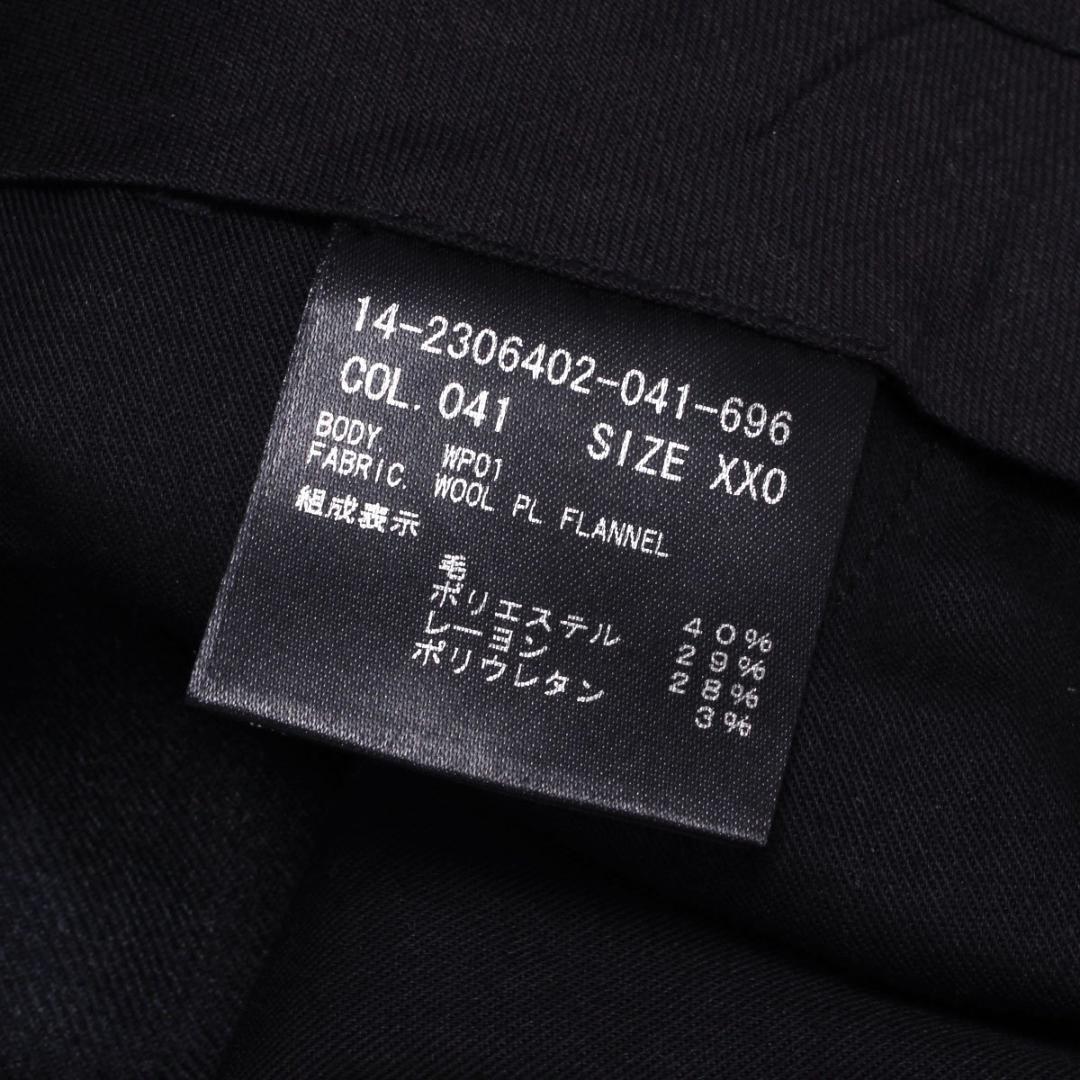 14-2306402-041-696
COL. 041 SIZE XXO
BODY WP01
FABRIC WOOL PL FLANNEL
組成表示
毛 40%
ポリエステル 29%
レーヨン 28%
ポリウレタン 3%